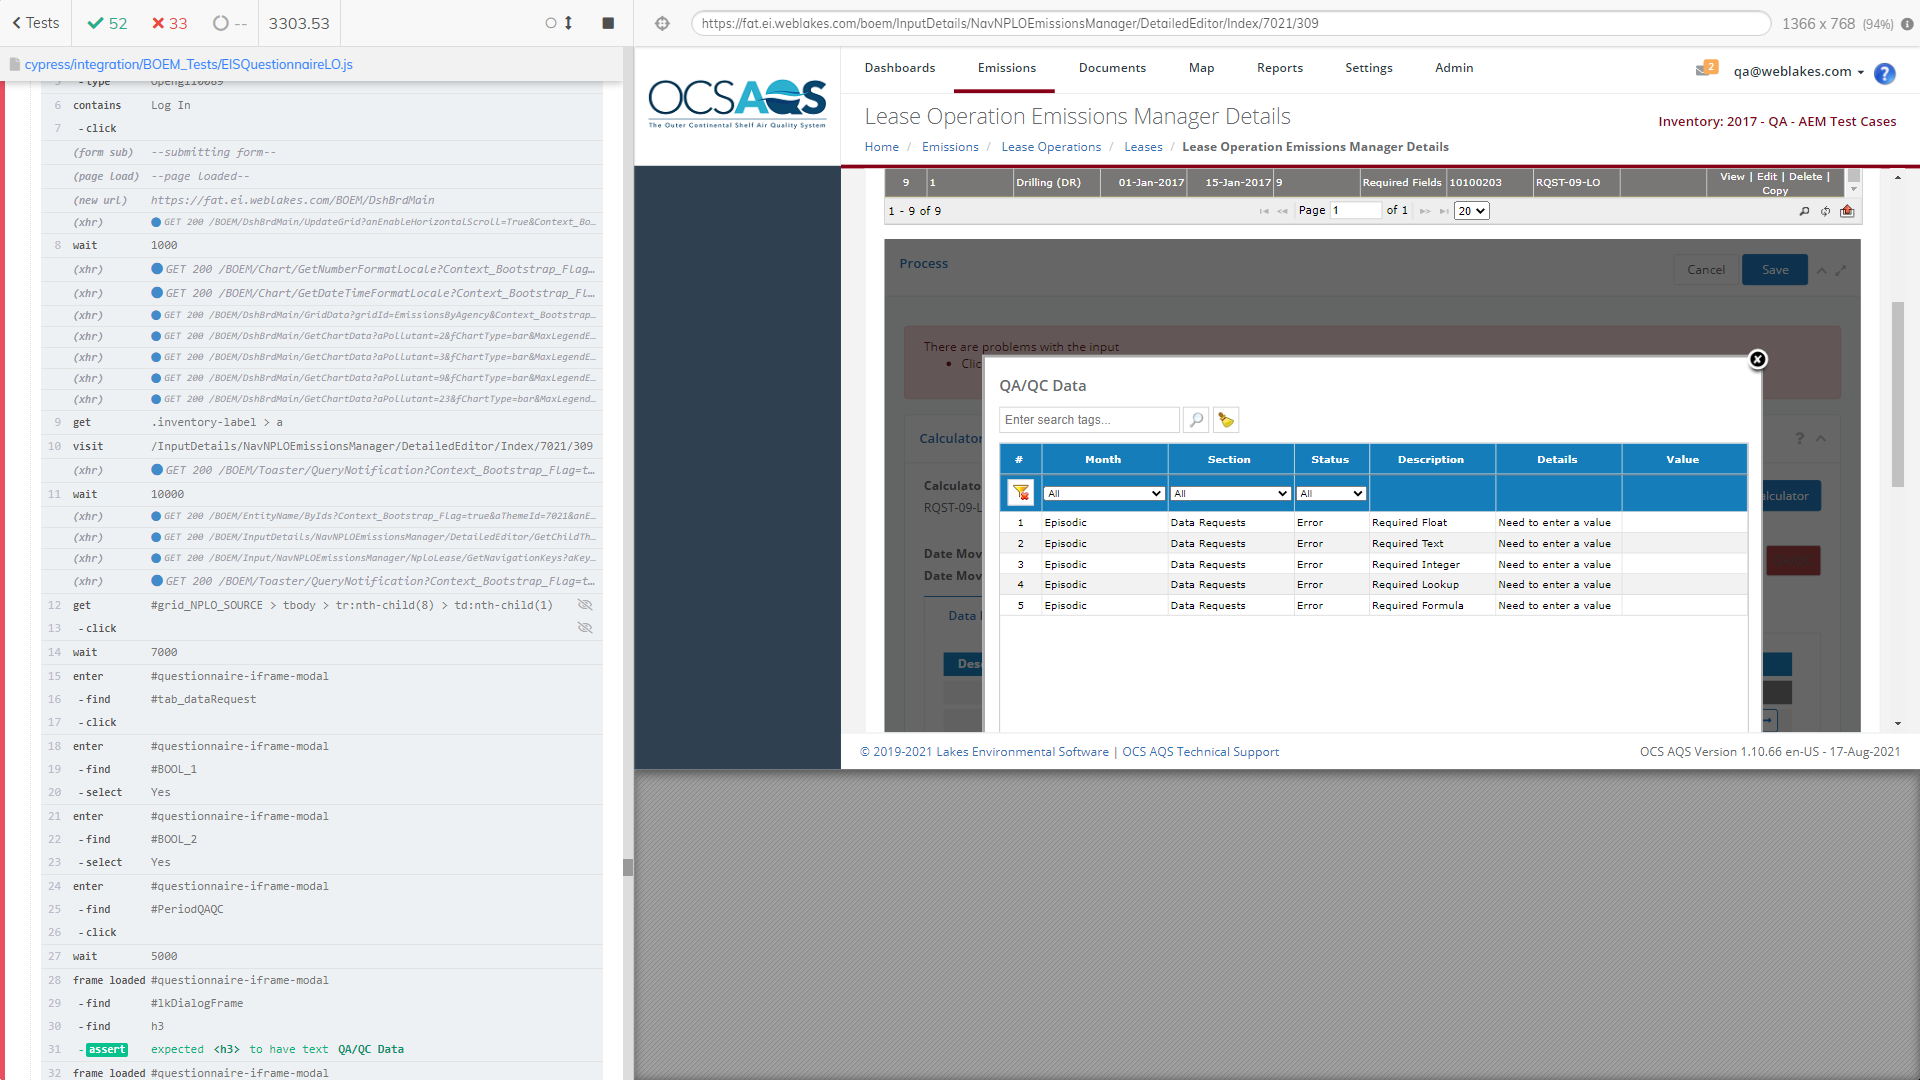 Tests
52
33
--
3303.53
https://fat.ei.weblakes.com/boem/InputDetails/NavNPLOEmissionsManager/DetailedEditor/Index/7021/309
1366 x 768 (94%)
cypress/integration/BOEM_Tests/EISQuestionnaireLO.js
6 contains Log In
7 -click
(form sub) --submitting form--
(page load) --page loaded--
(new url) https://fat.ei.weblakes.com/BOEM/DshBrdMain
(xhr) GET 200 /BOEM/DshBrdMain/UpdateGrid?anEnableHorizontalScroll=True&Context_Bo...
8 wait 1000
(xhr) GET 200 /BOEM/Chart/GetNumberFormatLocale?Context_Bootstrap_Flag...
(xhr) GET 200 /BOEM/Chart/GetDateTimeFormatLocale?Context_Bootstrap_Fl...
(xhr) GET 200 /BOEM/DshBrdMain/GridData?gridId=EmissionsByAgency&Context_Bootstrap...
(xhr) GET 200 /BOEM/DshBrdMain/GetChartData?aPollutant=2&fChartType=bar&MaxLegendE...
(xhr) GET 200 /BOEM/DshBrdMain/GetChartData?aPollutant=3&fChartType=bar&MaxLegendE...
(xhr) GET 200 /BOEM/DshBrdMain/GetChartData?aPollutant=9&fChartType=bar&MaxLegendE...
(xhr) GET 200 /BOEM/DshBrdMain/GetChartData?aPollutant=23&fChartType=bar&MaxLegend...
9 get .inventory-label > a
10 visit /InputDetails/NavNPLOEmissionsManager/DetailedEditor/Index/7021/309
(xhr) GET 200 /BOEM/Toaster/QueryNotification?Context_Bootstrap_Flag=t...
11 wait 10000
(xhr) GET 200 /BOEM/EntityName/ByIds?Context_Bootstrap_Flag=true&aThemeId=7021&anE...
(xhr) GET 200 /BOEM/InputDetails/NavNPLOEmissionsManager/DetailedEditor/GetChildTh...
(xhr) GET 200 /BOEM/Input/NavNPLOEmissionsManager/NploLease/GetNavigationKeys?aKey...
(xhr) GET 200 /BOEM/Toaster/QueryNotification?Context_Bootstrap_Flag=t...
12 get #grid_NPLO_SOURCE > tbody > tr:nth-child(8) > td:nth-child(1)
13 -click
14 wait 7000
15 enter #questionnaire-iframe-modal
16 -find #tab_dataRequest
17 -click
18 enter #questionnaire-iframe-modal
19 -find #BOOL_1
20 -select Yes
21 enter #questionnaire-iframe-modal
22 -find #BOOL_2
23 -select Yes
24 enter #questionnaire-iframe-modal
25 -find #PeriodQAQC
26 -click
27 wait 5000
28 frame loaded #questionnaire-iframe-modal
29 -find #lkDialogFrame
30 -find h3
31 -assert expected <h3> to have text QA/QC Data
32 frame loaded #questionnaire-iframe-modal
OCSAQS
The Outer Continental Shelf Air Quality System
Dashboards Emissions Documents Map Reports Settings Admin
2
qa@weblakes.com
?
Lease Operation Emissions Manager Details
Inventory: 2017 - QA - AEM Test Cases
Home / Emissions / Lease Operations / Leases / Lease Operation Emissions Manager Details
9 1 Drilling (DR) 01-Jan-2017 15-Jan-2017 9 Required Fields 10100203 RQST-09-LO View | Edit | Delete | Copy
1 - 9 of 9 Page 1 of 1 20
Process
Cancel Save
There are problems with the input
Clic
Calculator
Calculato
RQST-09-L
alculator
Date Mov
Date Mov
Data
Des
QA/QC Data
Enter search tags...
# Month Section Status Description Details Value
All All All
1 Episodic Data Requests Error Required Float Need to enter a value
2 Episodic Data Requests Error Required Text Need to enter a value
3 Episodic Data Requests Error Required Integer Need to enter a value
4 Episodic Data Requests Error Required Lookup Need to enter a value
5 Episodic Data Requests Error Required Formula Need to enter a value
© 2019-2021 Lakes Environmental Software | OCS AQS Technical Support
OCS AQS Version 1.10.66 en-US - 17-Aug-2021